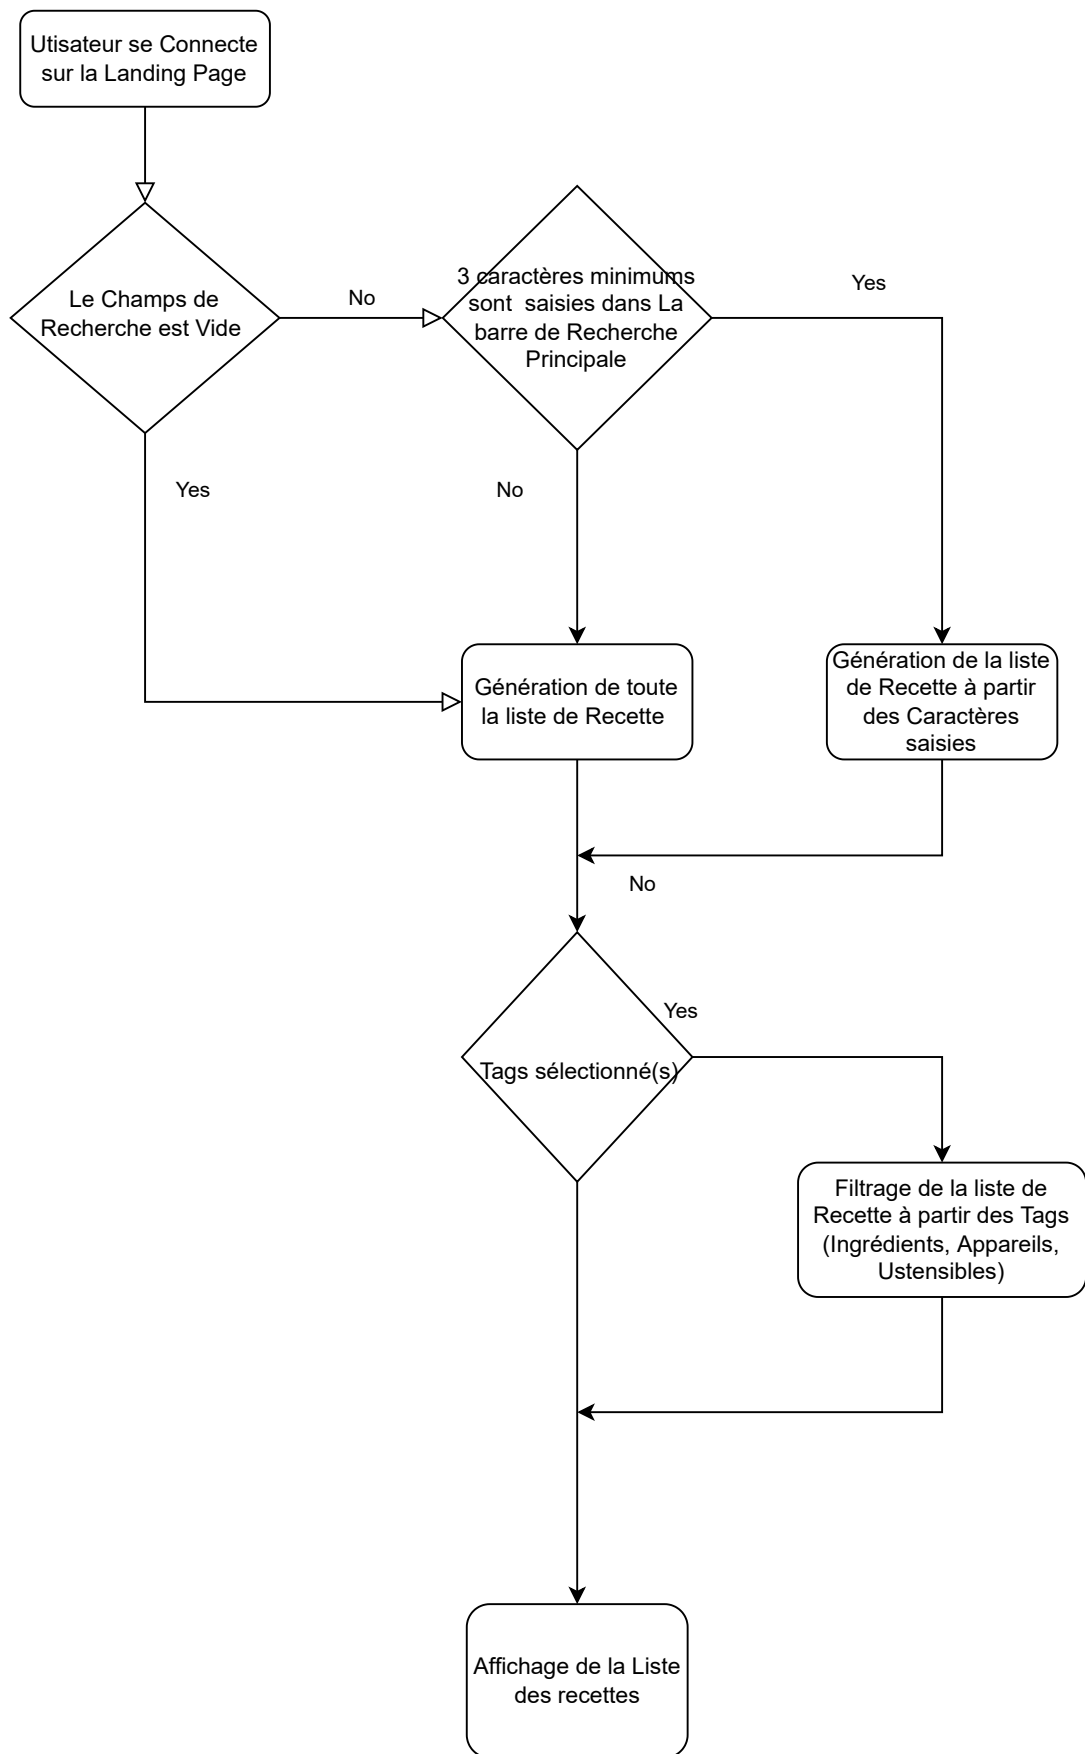 Utisateur se Connecte
sur la Landing Page
Le Champs de
Recherche est Vide
No
3 caractères minimums
sont saisies dans La
barre de Recherche
Principale
Yes
Yes
No
Génération de toute
la liste de Recette
Génération de la liste
de Recette à partir
des Caractères
saisies
No
Yes
Tags sélectionné(s)
Filtrage de la liste de
Recette à partir des Tags
(Ingrédients, Appareils,
Ustensibles)
Affichage de la Liste
des recettes